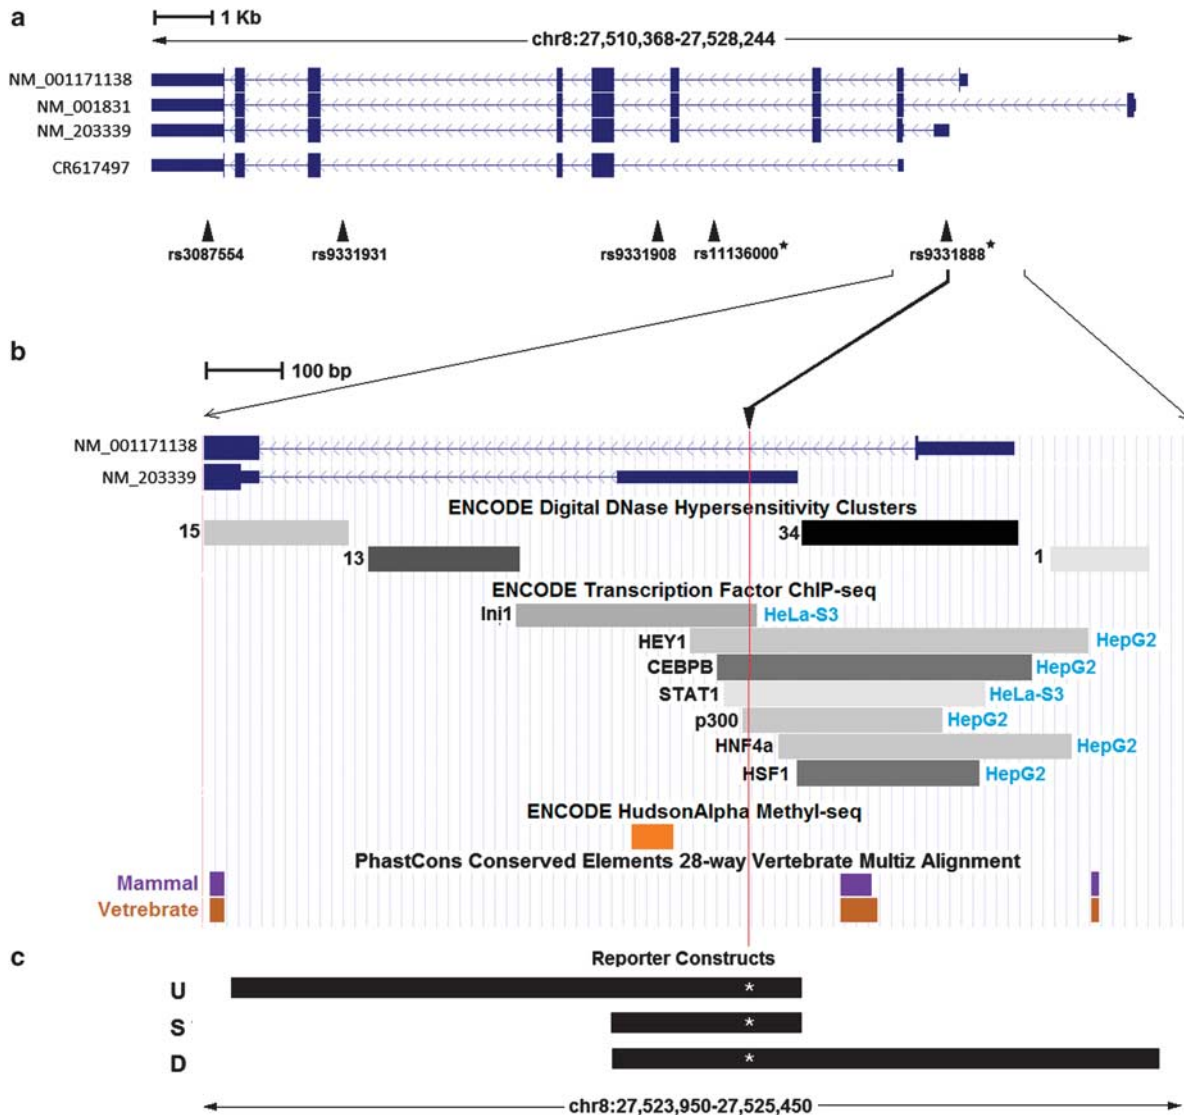 a
1 Kb
chr8:27,510,368-27,528,244
NM_001171138
NM_001831
NM_203339
CR617497
rs3087554 rs9331931 rs9331908 rs11136000* rs9331888*
b
100 bp
NM_001171138
NM_203339
ENCODE Digital DNase Hypersensitivity Clusters
15 34
13 1
ENCODE Transcription Factor ChIP-seq
Ini1 HeLa-S3
HEY1 HepG2
CEBPB HepG2
STAT1 HeLa-S3
p300 HepG2
HNF4a HepG2
HSF1 HepG2
ENCODE HudsonAlpha Methyl-seq
PhastCons Conserved Elements 28-way Vertebrate Multiz Alignment
Mammal
Vetrebrate
c
Reporter Constructs
U *
S *
D *
chr8:27,523,950-27,525,450